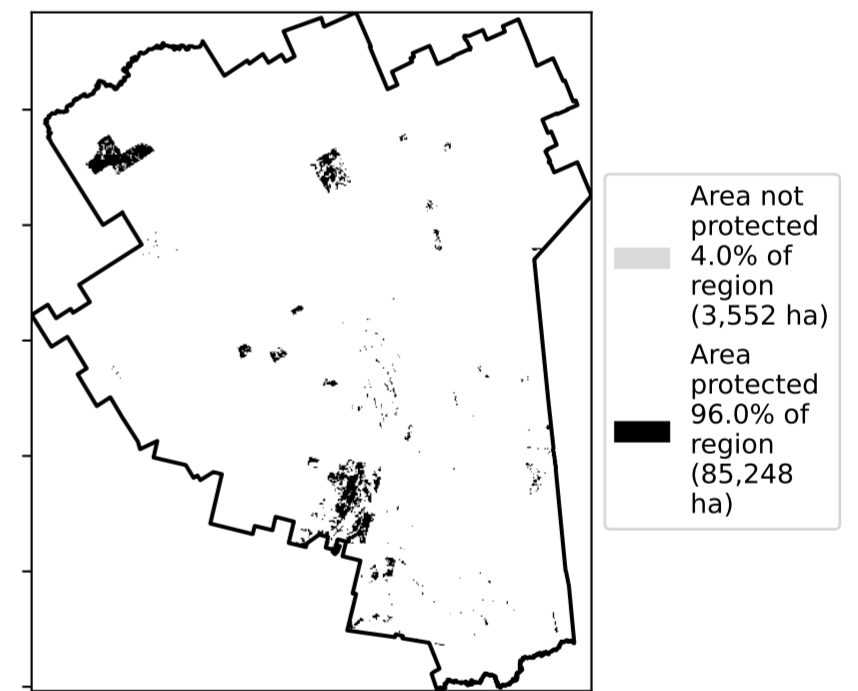 Area not
protected
4.0% of
region
(3,552 ha)
Area
protected
96.0% of
region
(85,248
ha)